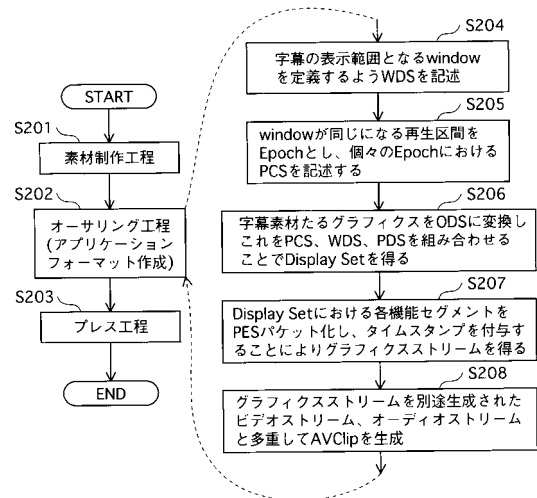 START
S201
素材制作工程
S202
オーサリング工程
(アプリケーション
フォーマット作成)
S203
プレス工程
END
S204
字幕の表示範囲となるwindow
を定義するようWDSを記述
S205
windowが同じになる再生区間を
Epochとし、個々のEpochにおける
PCSを記述する
S206
字幕素材たるグラフィクスをODSに変換し
これをPCS、WDS、PDSを組み合わせる
ことでDisplay Setを得る
S207
Display Setにおける各機能セグメントを
PESパケット化し、タイムスタンプを付与す
ることによりグラフィクスストリームを得る
S208
グラフィクスストリームを別途生成された
ビデオストリーム、オーディオストリーム
と多重してAVClipを生成